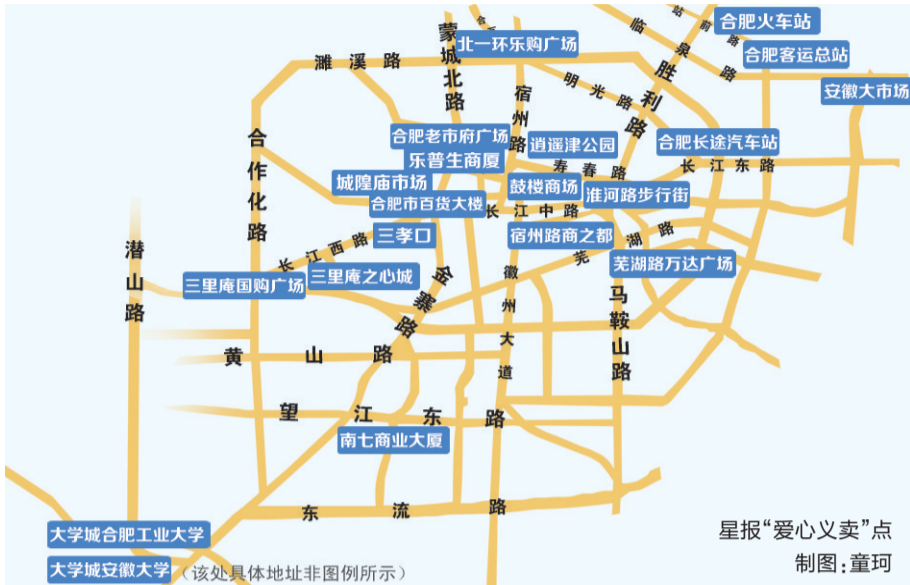 合肥火车站
站前路
临泉路
合肥客运总站
安徽大市场
蒙城北路
北一环乐购广场
濉溪路
明光路
胜利路
宿州路
合作化路
合肥老市府广场
逍遥津公园
合肥长途汽车站
乐普生商厦
寿春路
长江东路
城隍庙市场
鼓楼商场
淮河路步行街
合肥市百货大楼
长江中路
三孝口
宿州路商之都
芜湖路
长江西路
潜山路
三里庵之心城
三里庵国购广场
金寨路
徽州大道
芜湖路万达广场
马鞍山路
黄山路
望江东路
南七商业大厦
东流路
大学城合肥工业大学
大学城安徽大学
(该处具体地址非图例所示)
星报“爱心义卖”点
制图:童珂